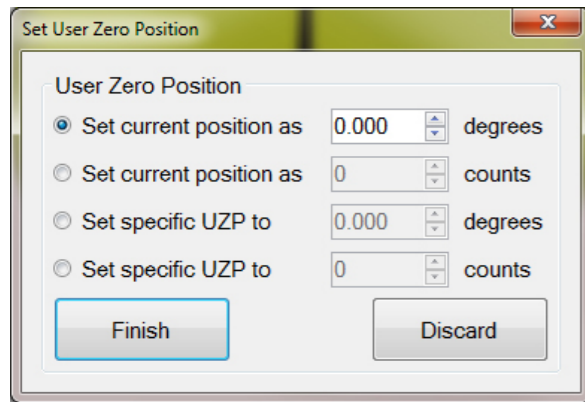 Set User Zero Position
User Zero Position
Set current position as 0.000 degrees
Set current position as 0 counts
Set specific UZP to 0.000 degrees
Set specific UZP to 0 counts
Finish Discard